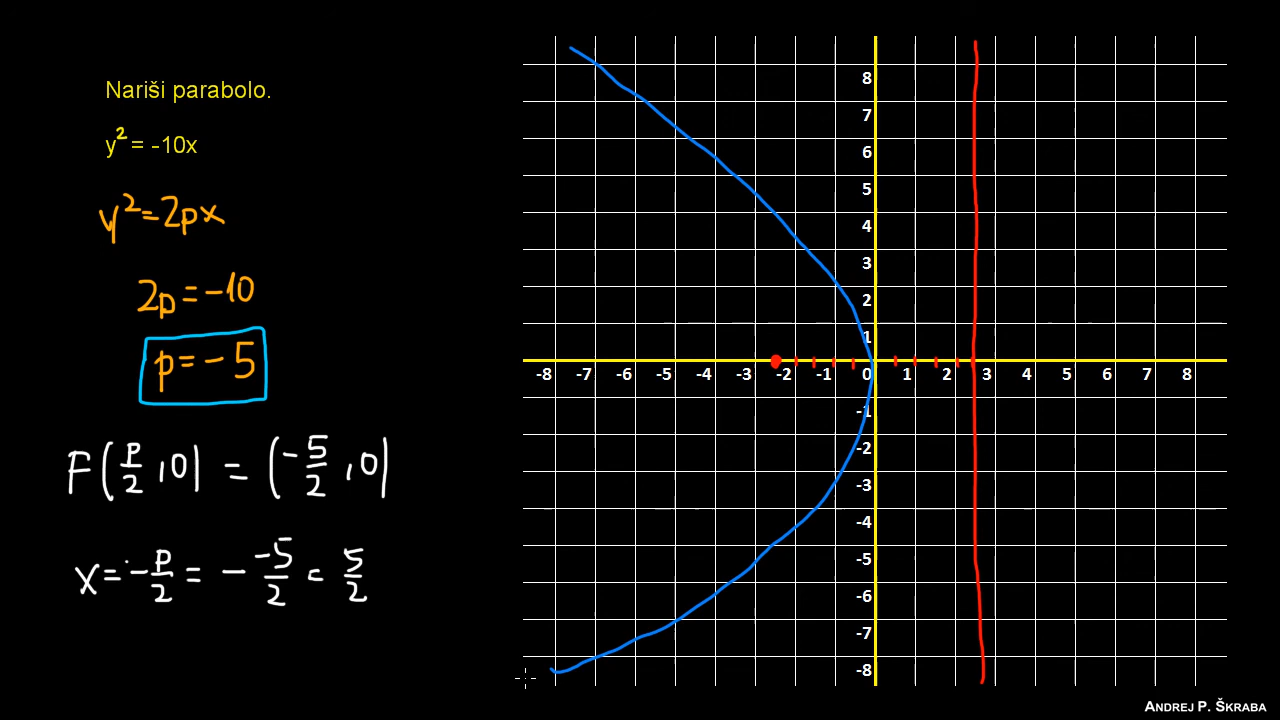 Nariši parabolo.
y² = -10x
y²=2px
2p = -10
p = - 5
F(p/2, 0) = (-5/2, 0)
x = -p/2 = - -5/2 = 5/2
8
7
6
5
4
3
2
1
-8 -7 -6 -5 -4 -3 -2 -1 0 1 2 3 4 5 6 7 8
-1
-2
-3
-4
-5
-6
-7
-8
ANDREJ P. ŠKRABA